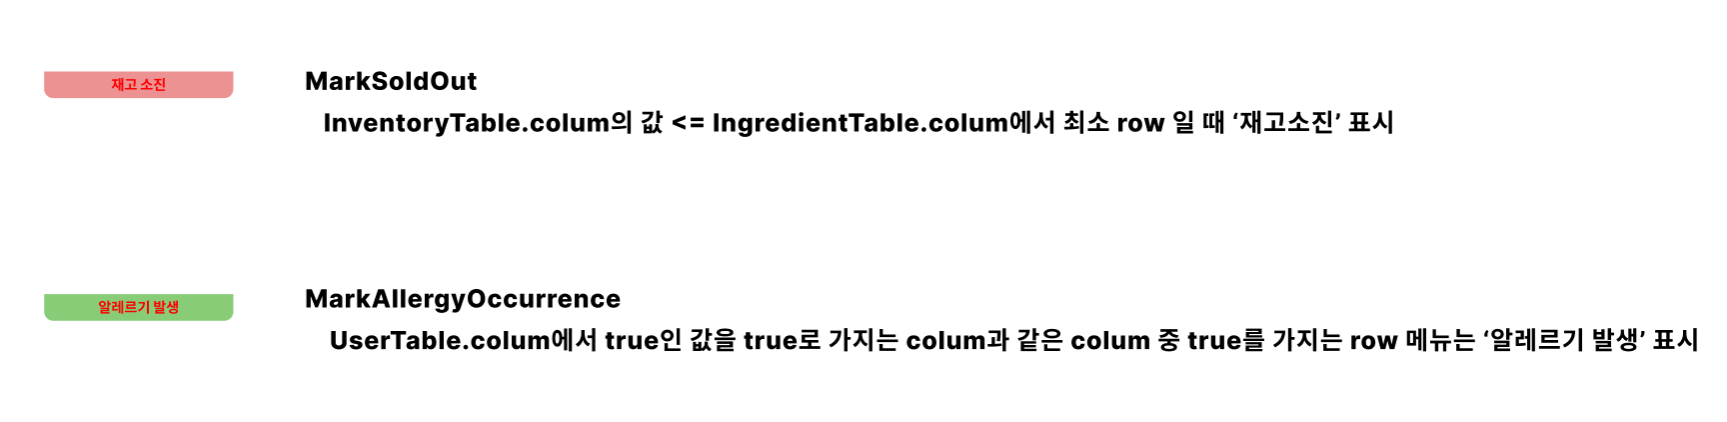 재고 소진
MarkSoldOut
InventoryTable.colum의 값 <= IngredientTable.colum에서 최소 row 일 때 ‘재고소진’ 표시
알레르기 발생
MarkAllergyOccurrence
UserTable.colum에서 true인 값을 true로 가지는 colum과 같은 colum 중 true를 가지는 row 메뉴는 ‘알레르기 발생’ 표시